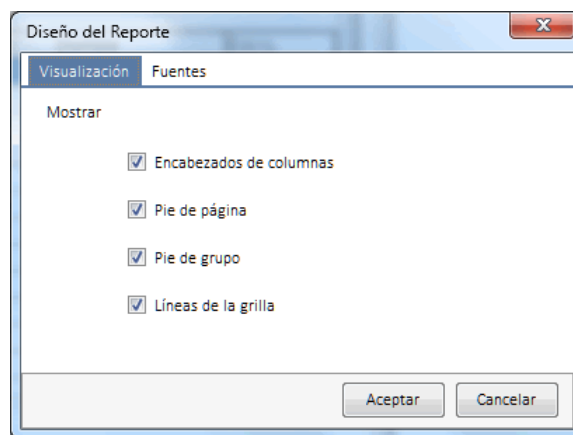 Diseño del Reporte
Visualización Fuentes
Mostrar
Encabezados de columnas
Pie de página
Pie de grupo
Líneas de la grilla
Aceptar Cancelar